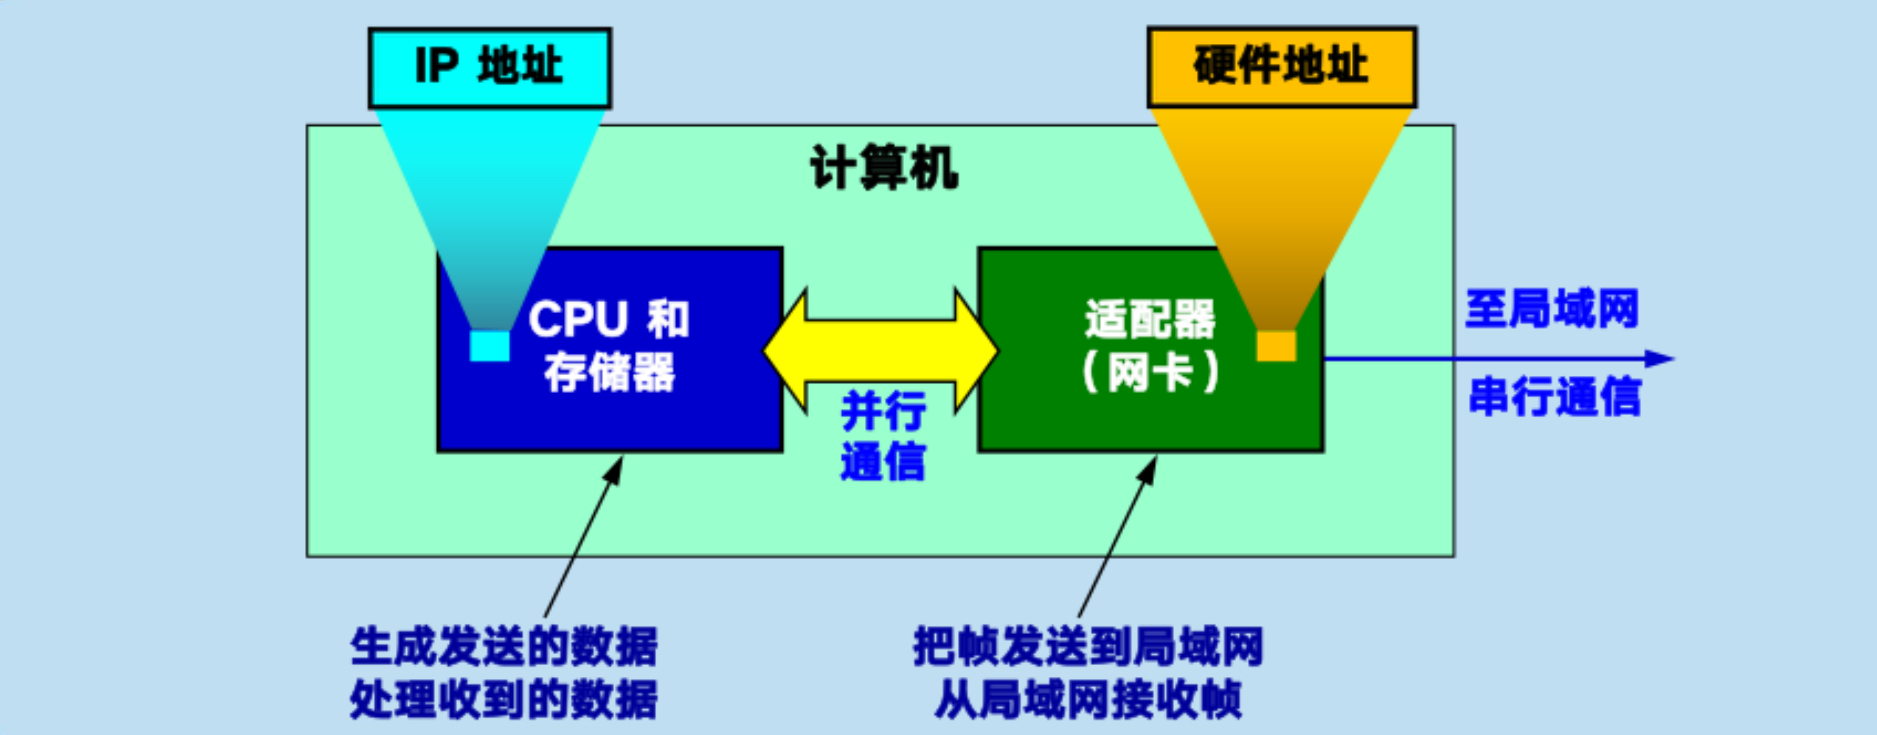 IP 地址
硬件地址
计算机
CPU 和
存储器
适配器
（网卡）
并行
通信
至局域网
串行通信
生成发送的数据
处理收到的数据
把帧发送到局域网
从局域网接收帧